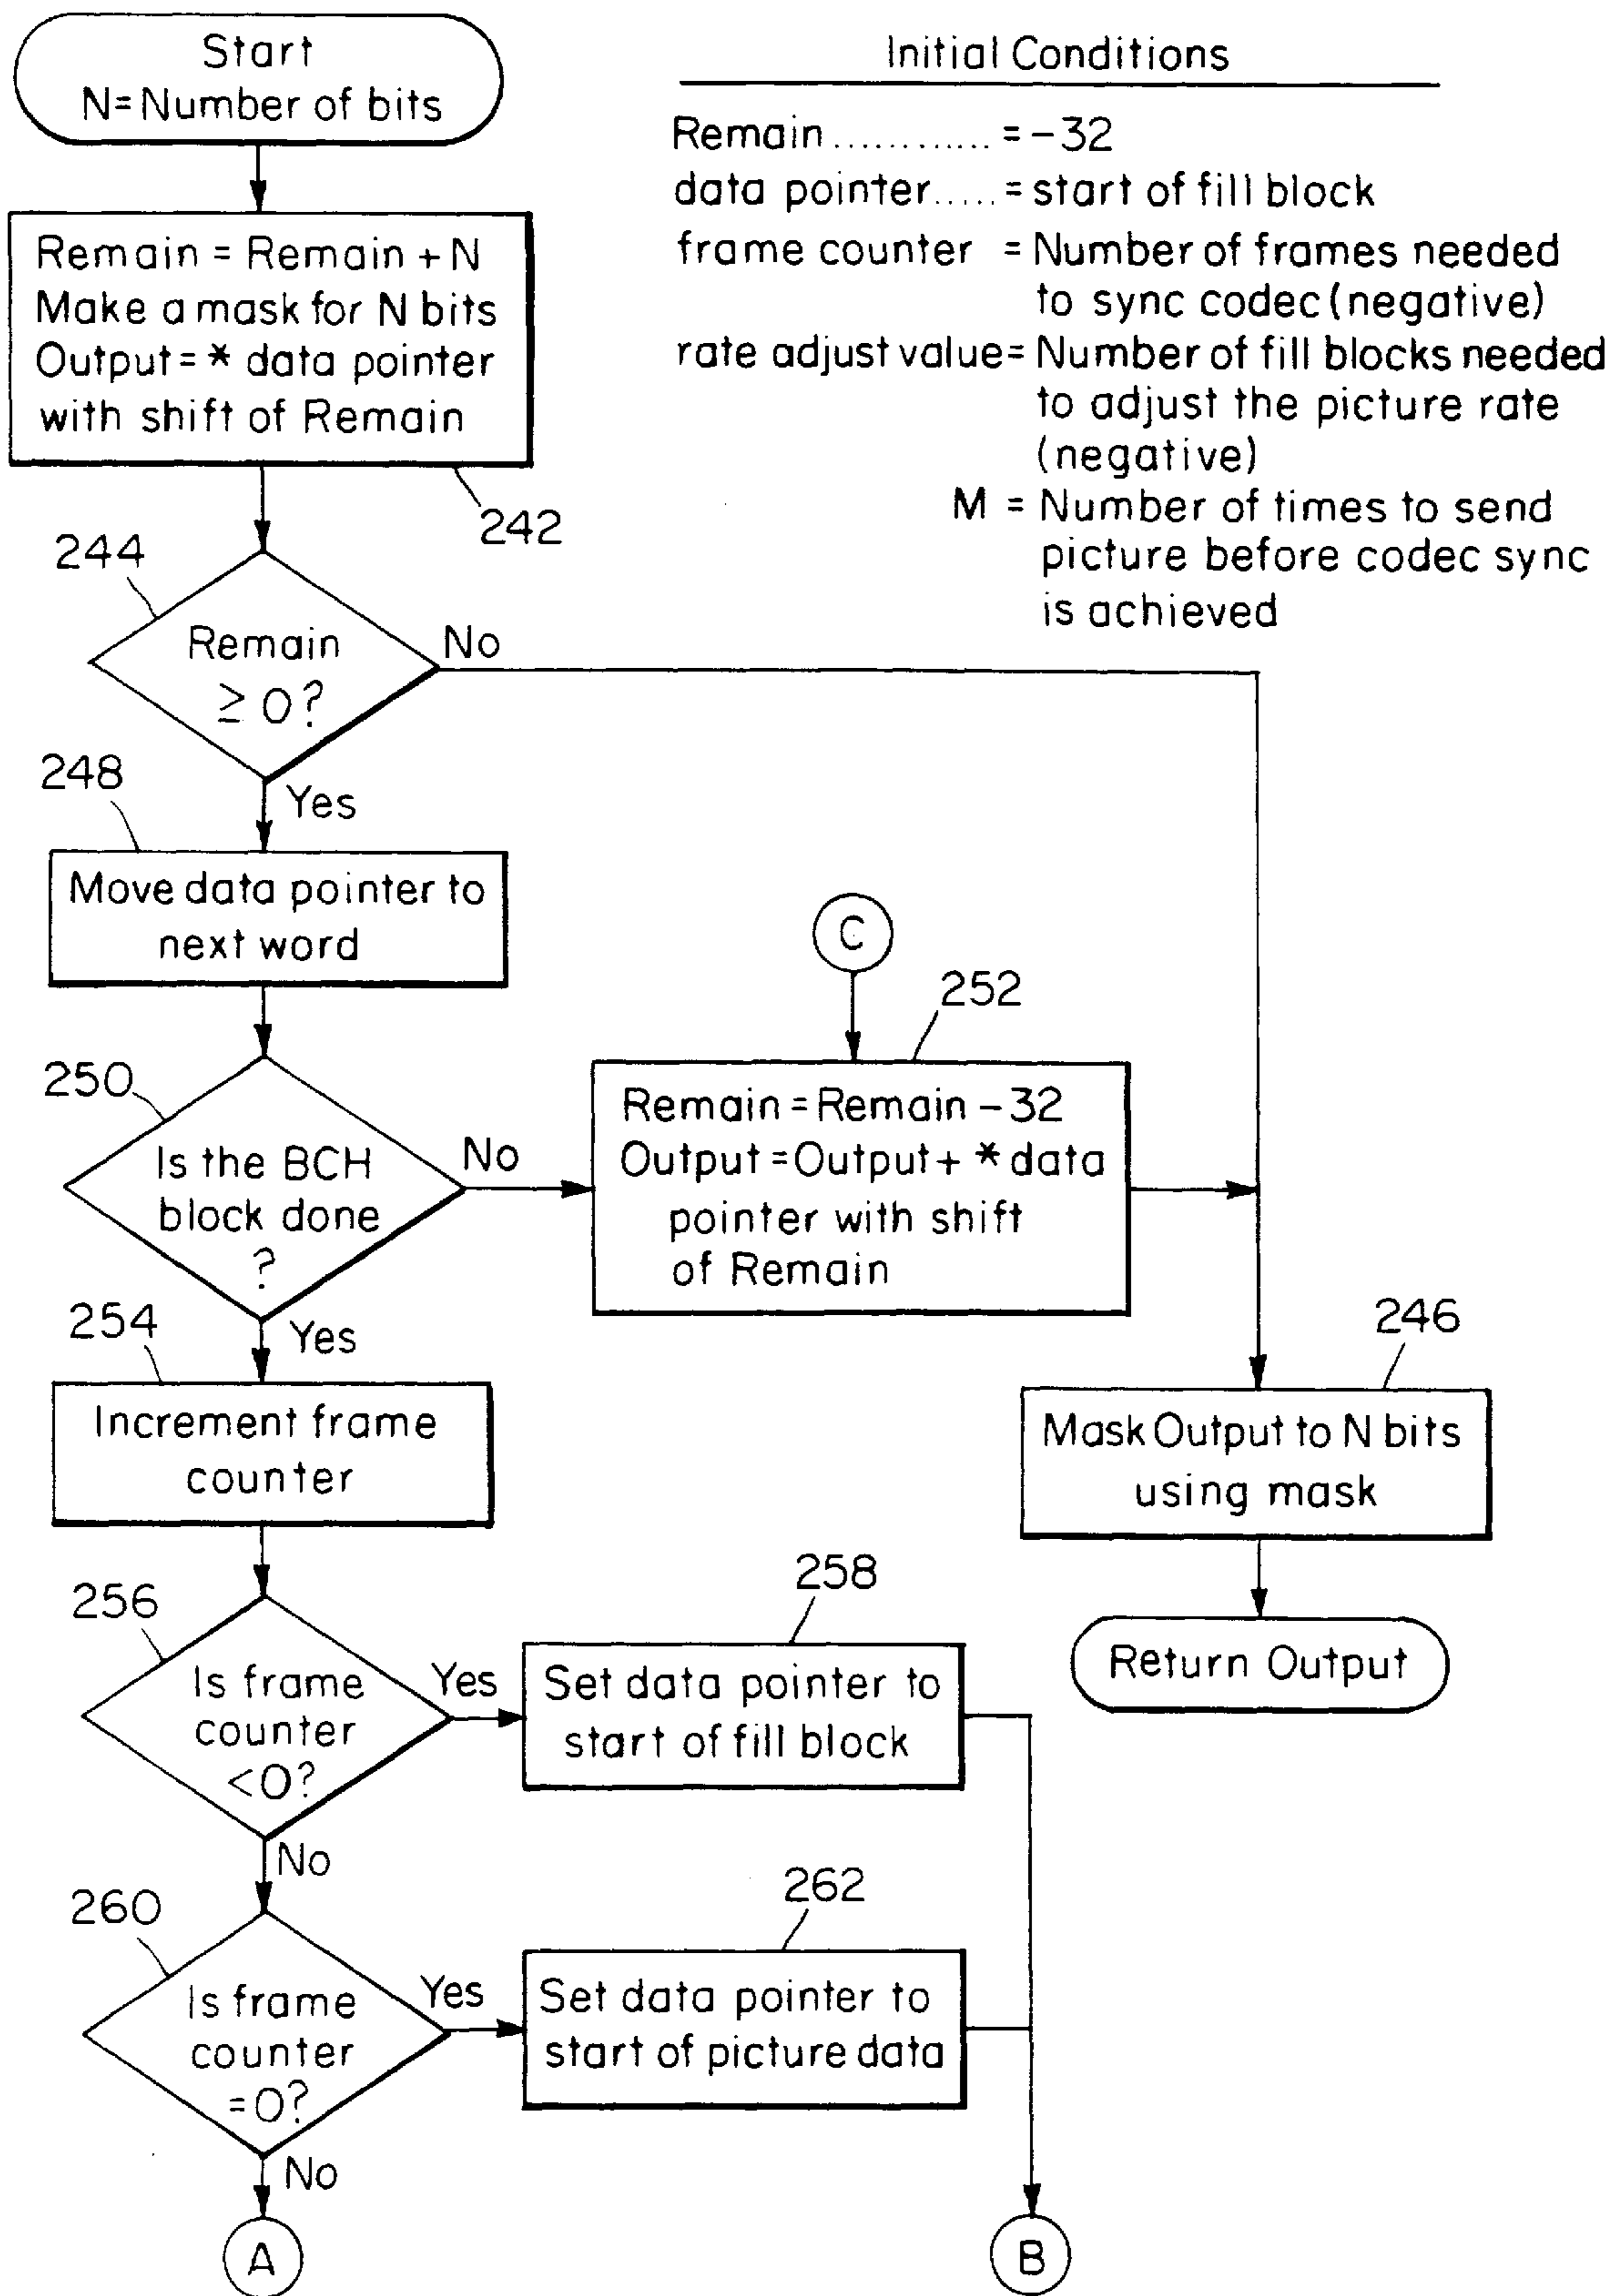 Start
N=Number of bits
Initial Conditions
Remain ............ = -32
data pointer ..... = start of fill block
frame counter = Number of frames needed
to sync codec (negative)
rate adjust value = Number of fill blocks needed
to adjust the picture rate
(negative)
M = Number of times to send
picture before codec sync
is achieved
Remain = Remain + N
Make a mask for N bits
Output = * data pointer
with shift of Remain
242
244
Remain
≥ 0?
No
Yes
248
Move data pointer to
next word
C
252
250
Is the BCH
block done
?
No
Remain = Remain - 32
Output = Output + * data
pointer with shift
of Remain
Yes
254
Increment frame
counter
246
Mask Output to N bits
using mask
Return Output
256
Is frame
counter
<0?
Yes
258
Set data pointer to
start of fill block
No
260
Is frame
counter
=0?
Yes
262
Set data pointer to
start of picture data
No
A
B